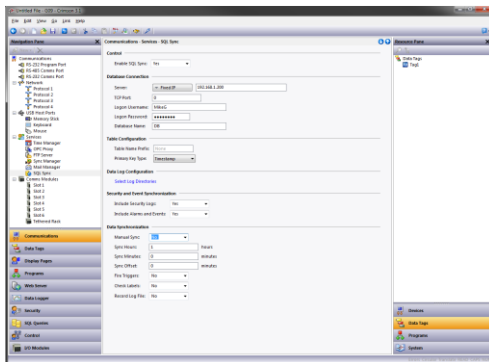 Untitled File - G09 - Crimson 3.1
File Edit View Go Link Help
Navigation Pane
Communications
RS-232 Program Port
RS-485 Comms Port
RS-232 Comms Port
Network
Protocol 1
Protocol 2
Protocol 3
Protocol 4
USB Host Ports
Memory Stick
Keyboard
Mouse
Services
Time Manager
OPC Proxy
FTP Server
Sync Manager
Mail Manager
SQL Sync
Comms Modules
Slot 1
Slot 2
Slot 3
Slot 4
Slot 5
Slot 6
Tethered Rack
Communications
Data Tags
Display Pages
Programs
Web Server
Data Logger
Security
SQL Queries
Control
I/O Modules
Communications - Services - SQL Sync
Control
Enable SQL Sync: Yes
Database Connection
Server: Fixed IP 192.168.1.200
TCP Port: 0
Logon Username: MikeG
Logon Password: ********
Database Name: DB
Table Configuration
Table Name Prefix: None
Primary Key Type: Timestamp
Data Log Configuration
Select Log Directories
Security and Event Synchronization
Include Security Logs: Yes
Include Alarms and Events: Yes
Data Synchronization
Manual Sync:
Sync Hours: 1 hours
Sync Minutes: 0 minutes
Sync Offset: 0 minutes
Fire Triggers: No
Check Labels: No
Record Log File: No
Resource Pane
Data Tags
Tag1
Devices
Data Tags
Programs
System